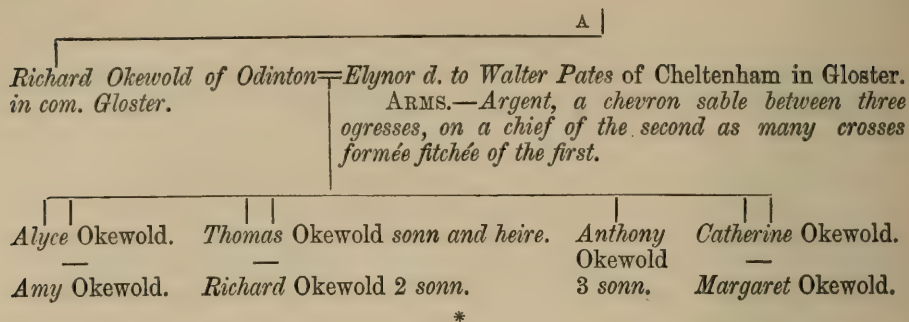 A
Richard Okewold of Odinton=Elynor d. to Walter Pates of Cheltenham in Gloster.
in com. Gloster.
ARMS.—Argent, a chevron sable between three
ogresses, on a chief of the second as many crosses
formée fitchée of the first.
Alyce Okewold. Thomas Okewold sonn and heire. Anthony Catherine Okewold.
— — Okewold —
Amy Okewold. Richard Okewold 2 sonn. 3 sonn. Margaret Okewold.
*